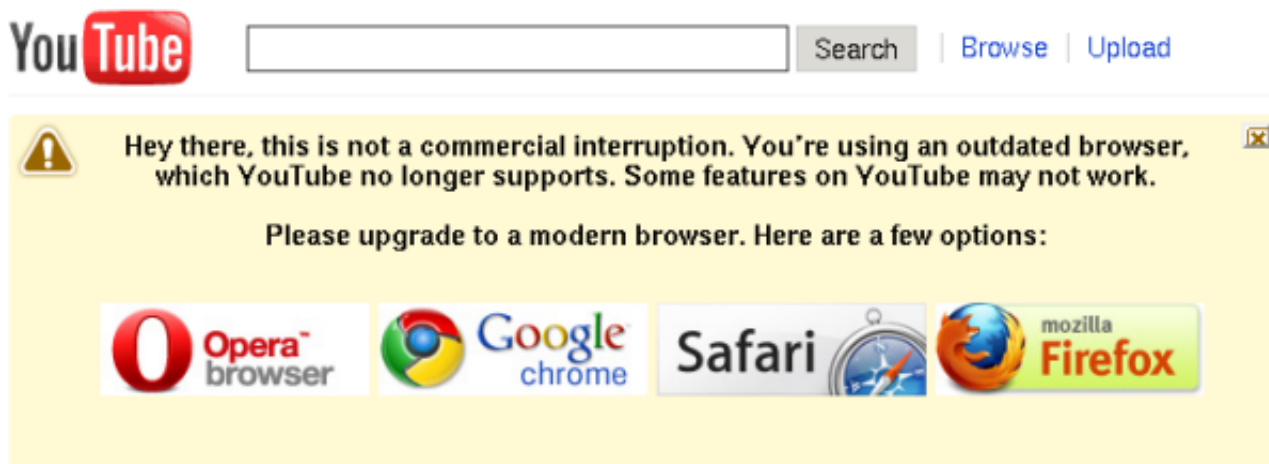 YouTube Search Browse Upload
Hey there, this is not a commercial interruption. You're using an outdated browser,
which YouTube no longer supports. Some features on YouTube may not work.
Please upgrade to a modern browser. Here are a few options:
Opera™ browser
Google chrome
Safari
mozilla Firefox